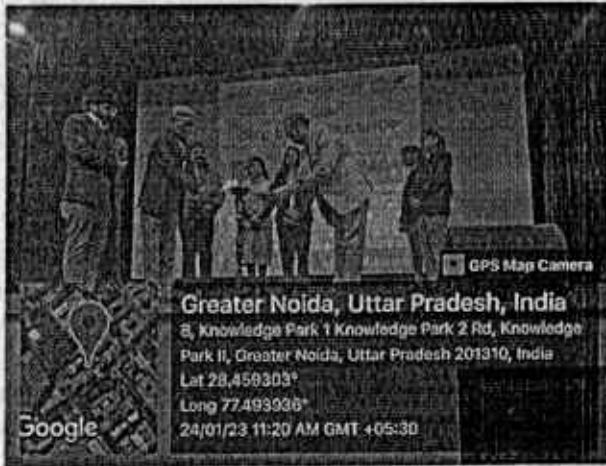 GPS Map Camera
Greater Noida, Uttar Pradesh, India
8, Knowledge Park 1 Knowledge Park 2 Rd, Knowledge
Park II, Greater Noida, Uttar Pradesh 201310, India
Lat 28.459303°
Long 77.493936°
24/01/23 11:20 AM GMT +05:30
Google